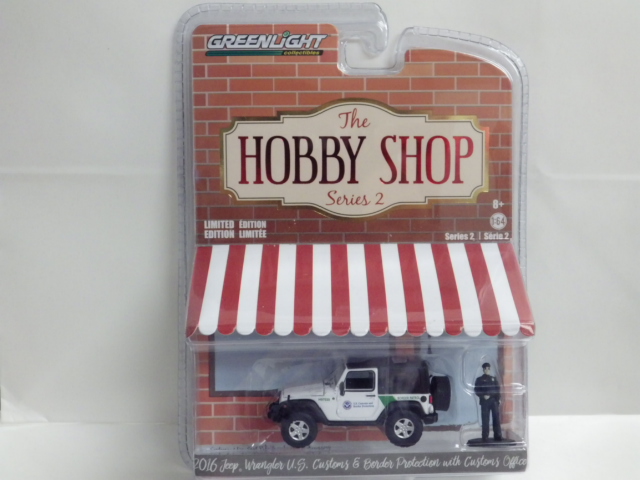 GREENLIGHT
collectibles
The
HOBBY SHOP
Series 2
8+
1:64
LIMITED EDITION
ÉDITION LIMITÉE
Series 2 | Série 2
2016 Jeep Wrangler U.S. Customs & Border Protection with Customs Officer